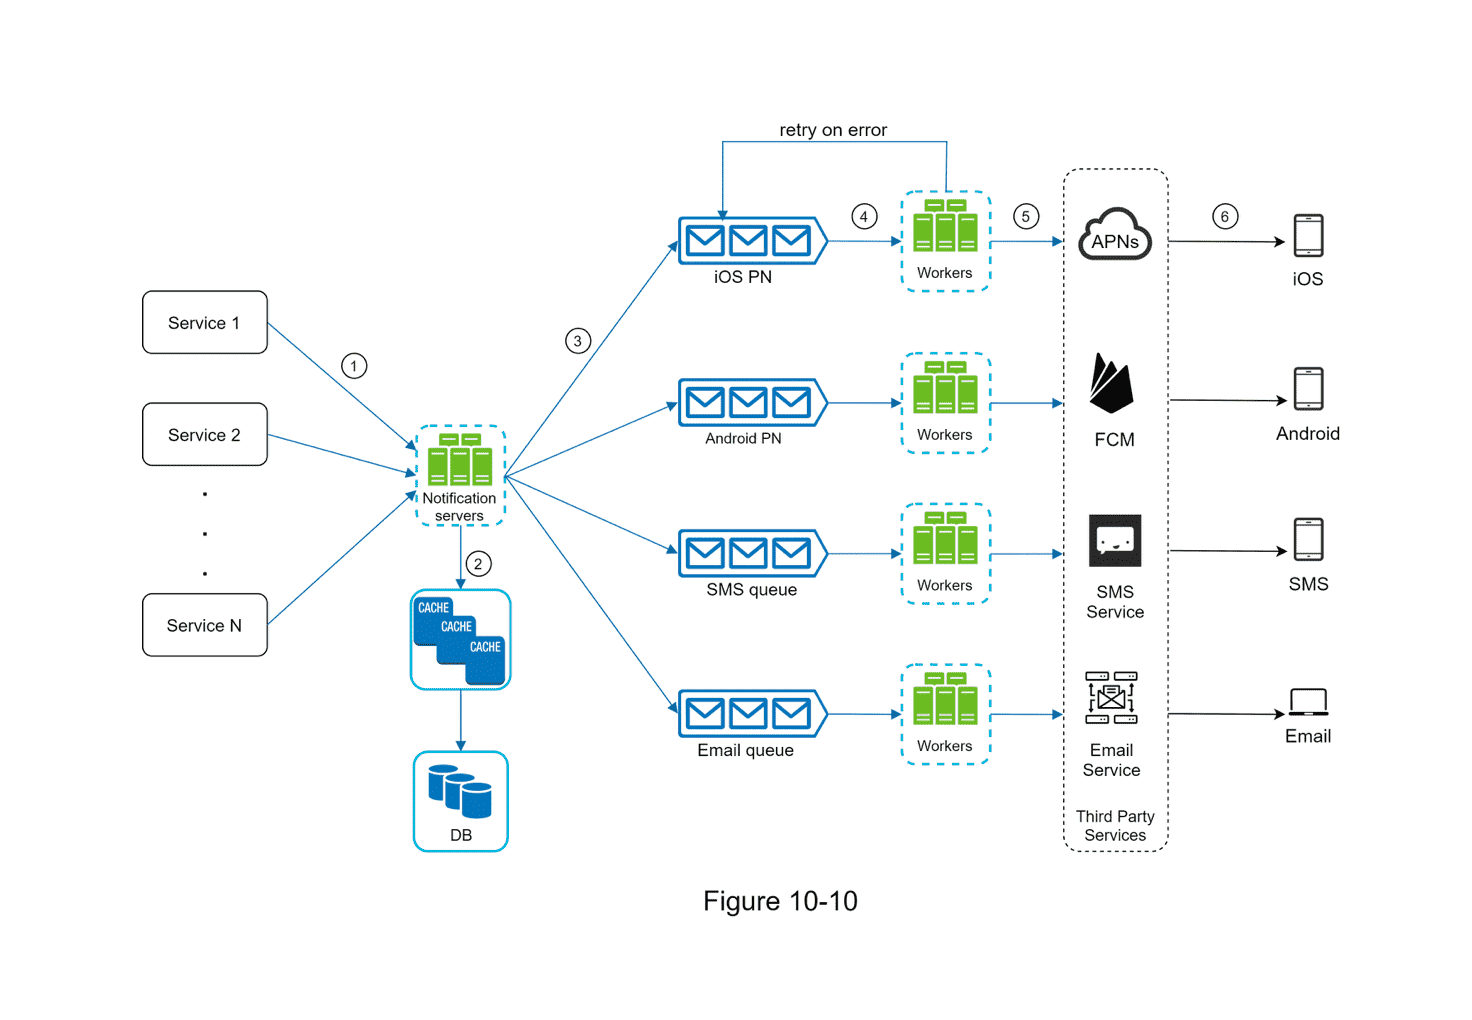 retry on error
4
5
6
APNs
iOS PN
Workers
iOS
Service 1
1
3
Service 2
Android PN
Workers
FCM
Android
Notification
servers
2
SMS queue
Workers
SMS
Service
SMS
CACHE
CACHE
CACHE
Service N
Email queue
Workers
Email
Service
Email
DB
Third Party
Services
Figure 10-10